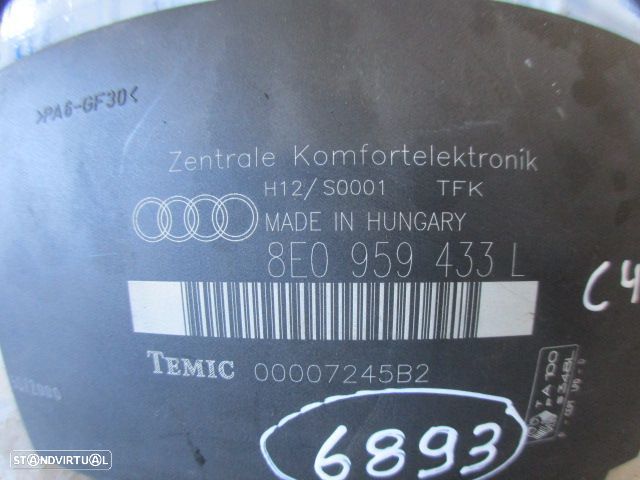 >PA6-GF30<
Zentrale Komfortelektronik
H12/S0001 TFK
MADE IN HUNGARY
8E0 959 433 L
C4
TEMIC 00007245B2
6893
STANDVIRTUAL